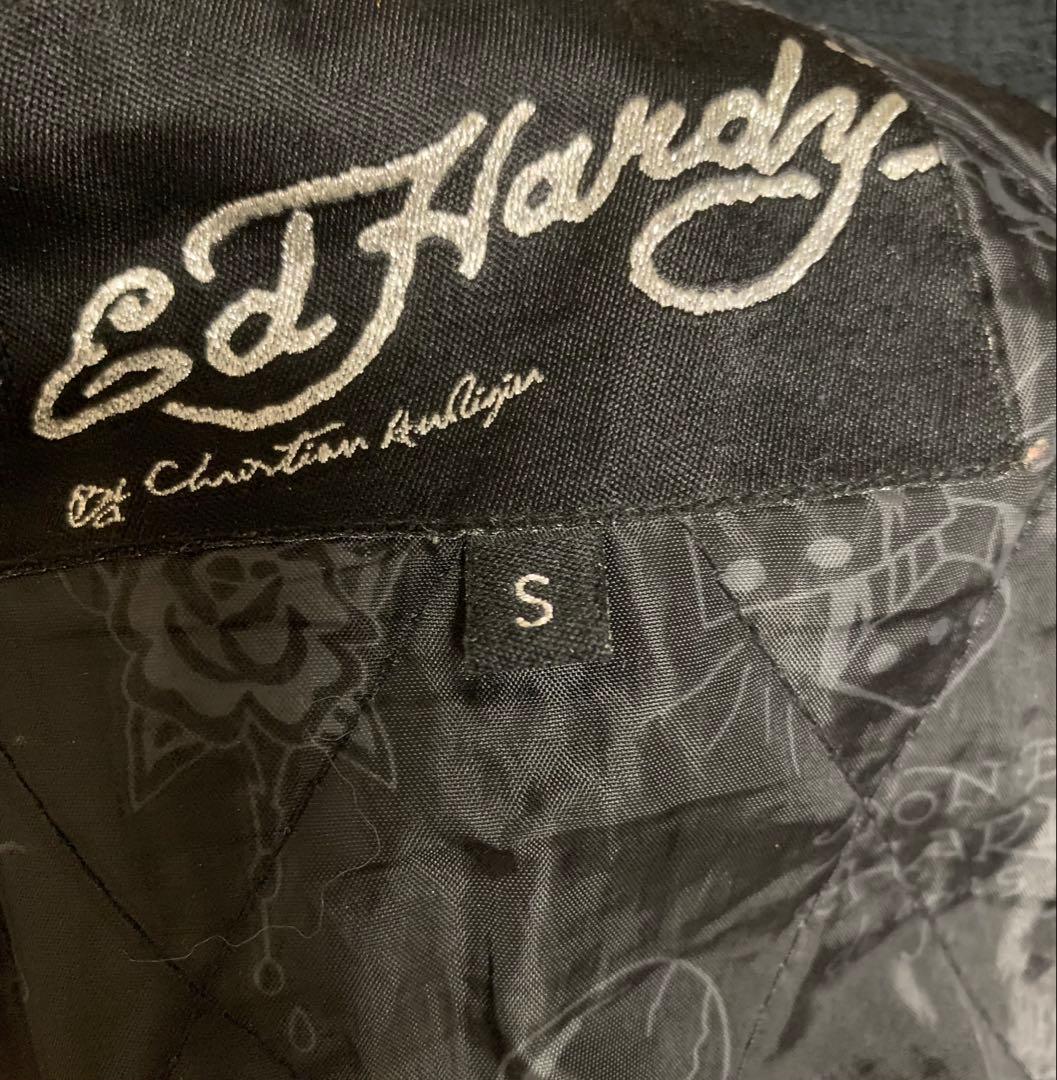 Ed Hardy
By Christian Audigier
S